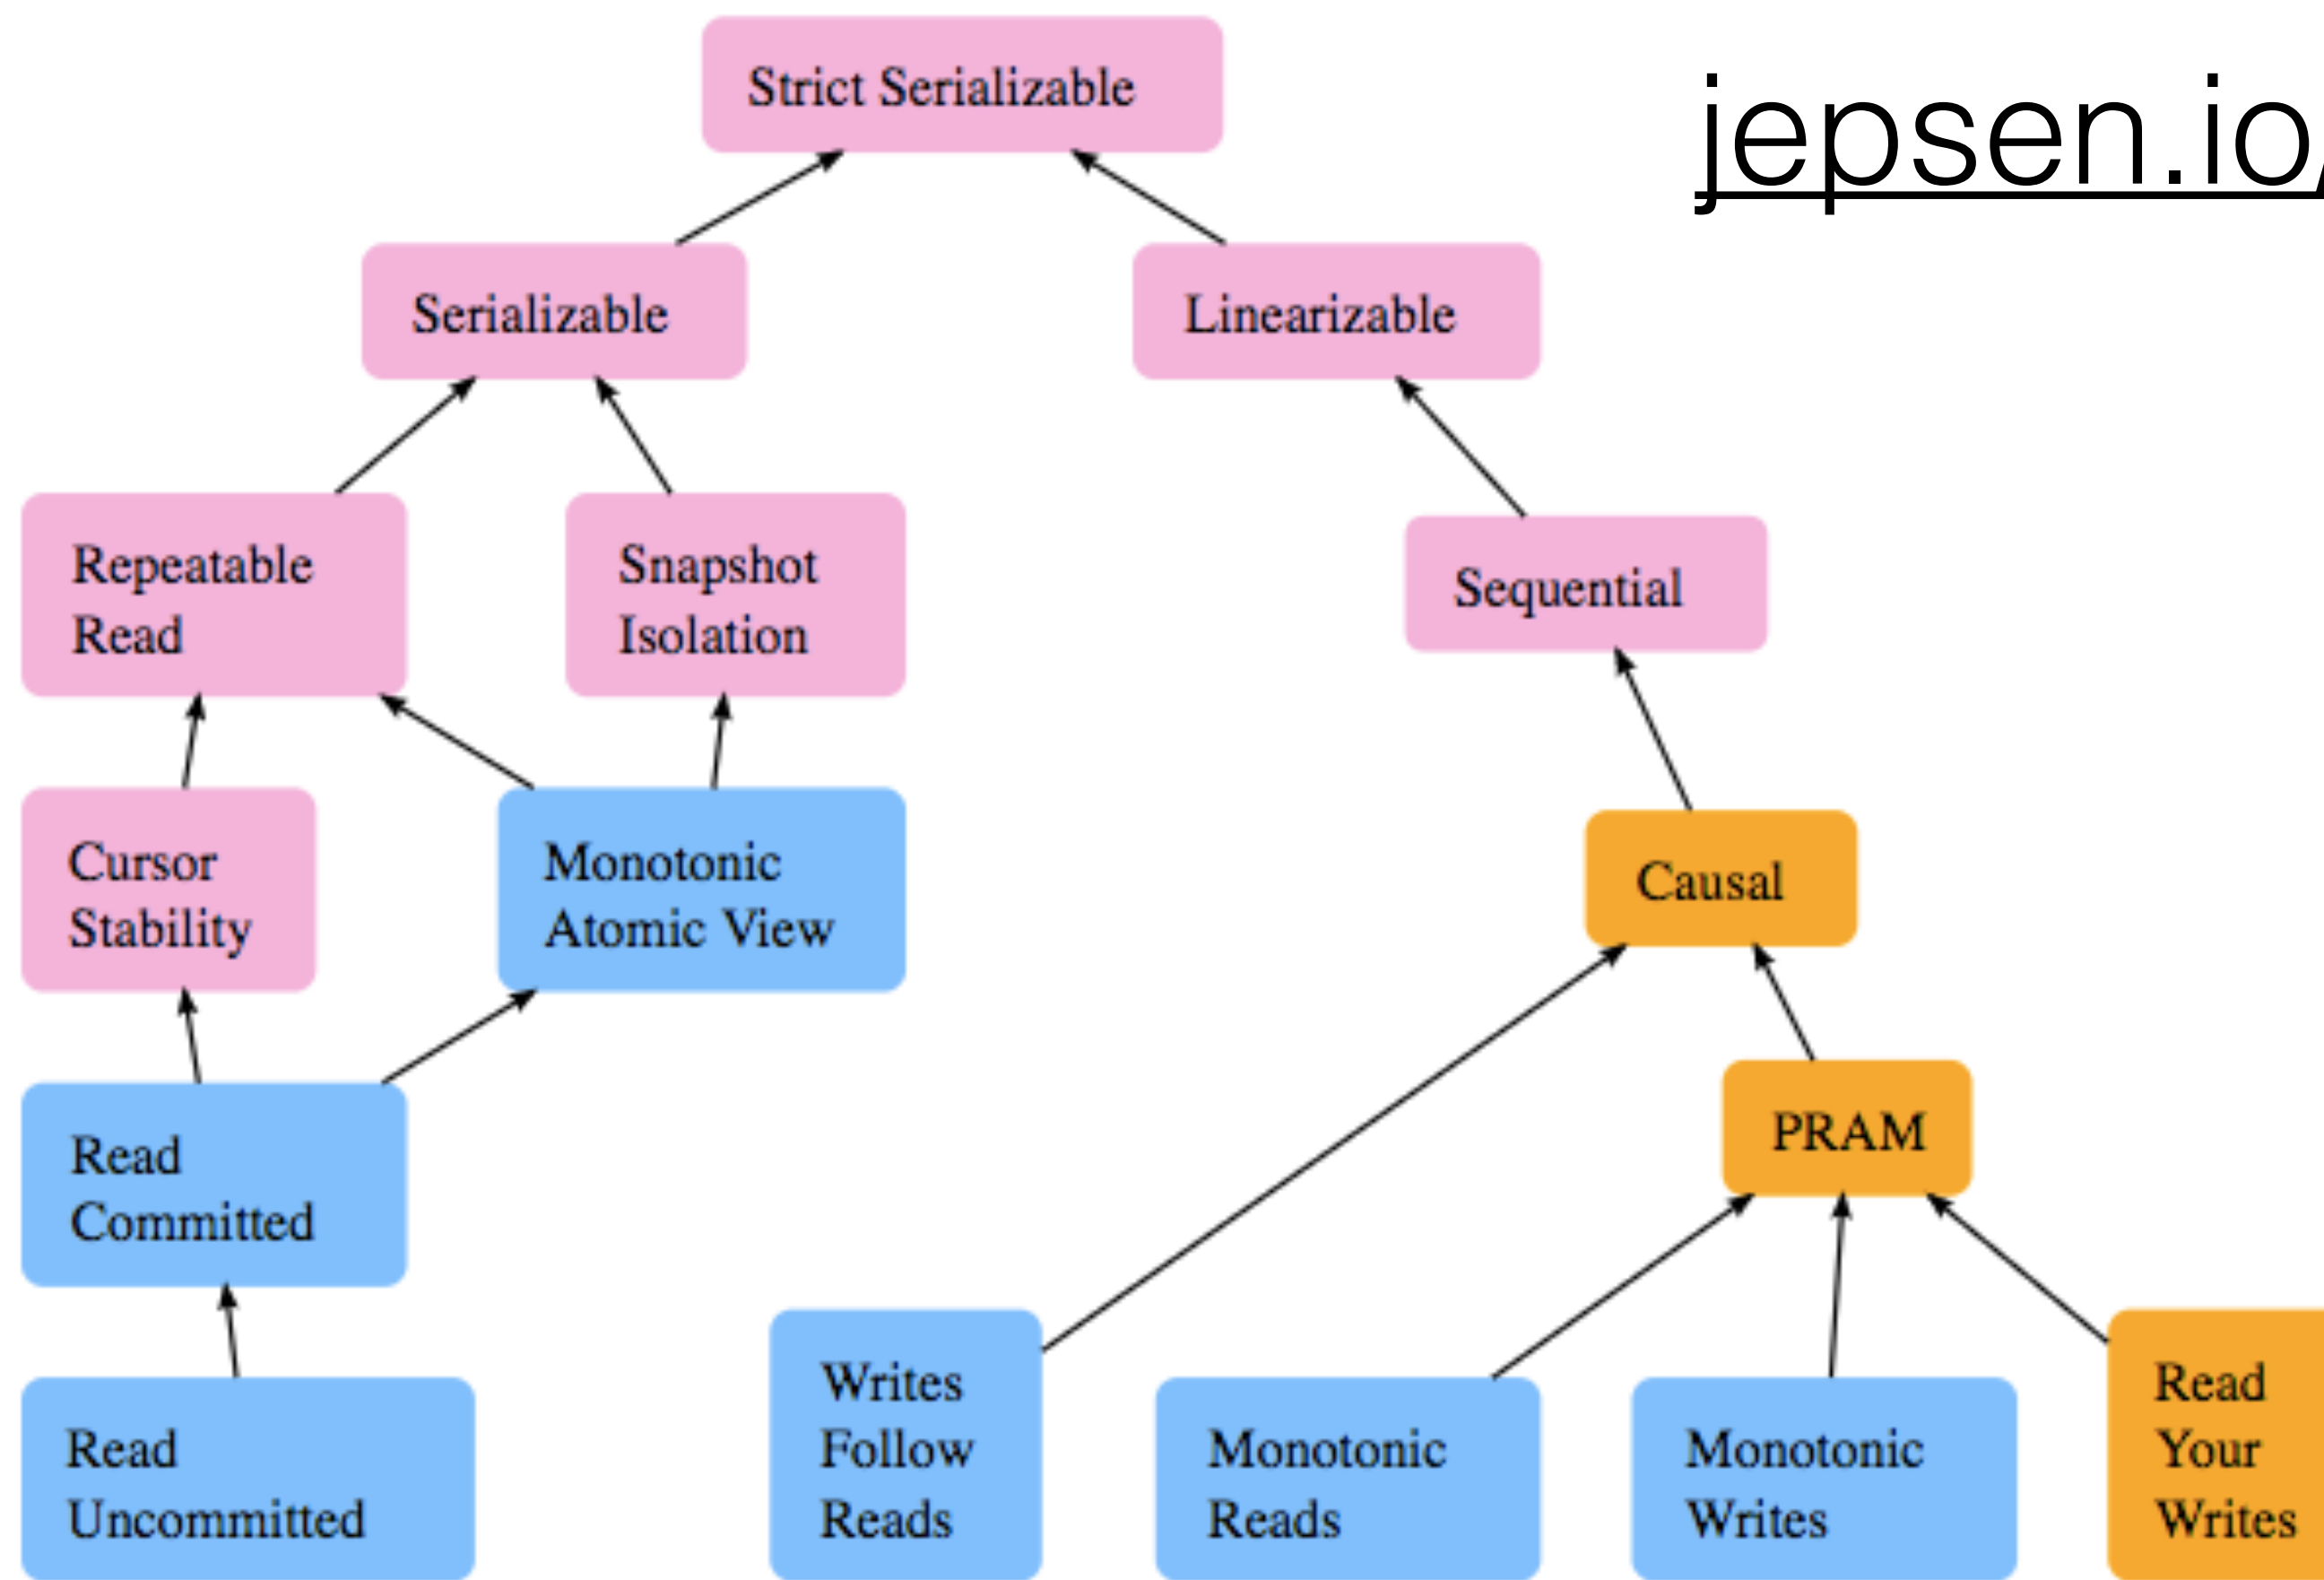 Strict Serializable
jepsen.io/
Serializable
Linearizable
Repeatable
Read
Snapshot
Isolation
Sequential
Cursor
Stability
Monotonic
Atomic View
Causal
PRAM
Read
Committed
Writes
Follow
Reads
Monotonic
Reads
Monotonic
Writes
Read
Your
Writes
Read
Uncommitted